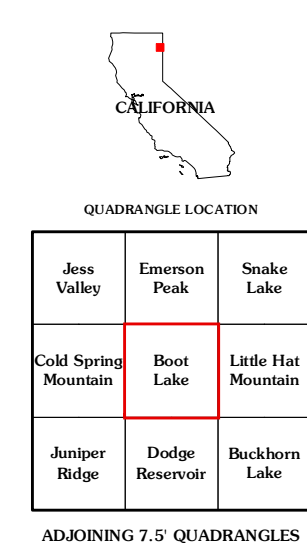 CALIFORNIA
QUADRANGLE LOCATION
Jess
Valley
Emerson
Peak
Snake
Lake
Cold Spring
Mountain
Boot
Lake
Little Hat
Mountain
Juniper
Ridge
Dodge
Reservoir
Buckhorn
Lake
ADJOINING 7.5' QUADRANGLES